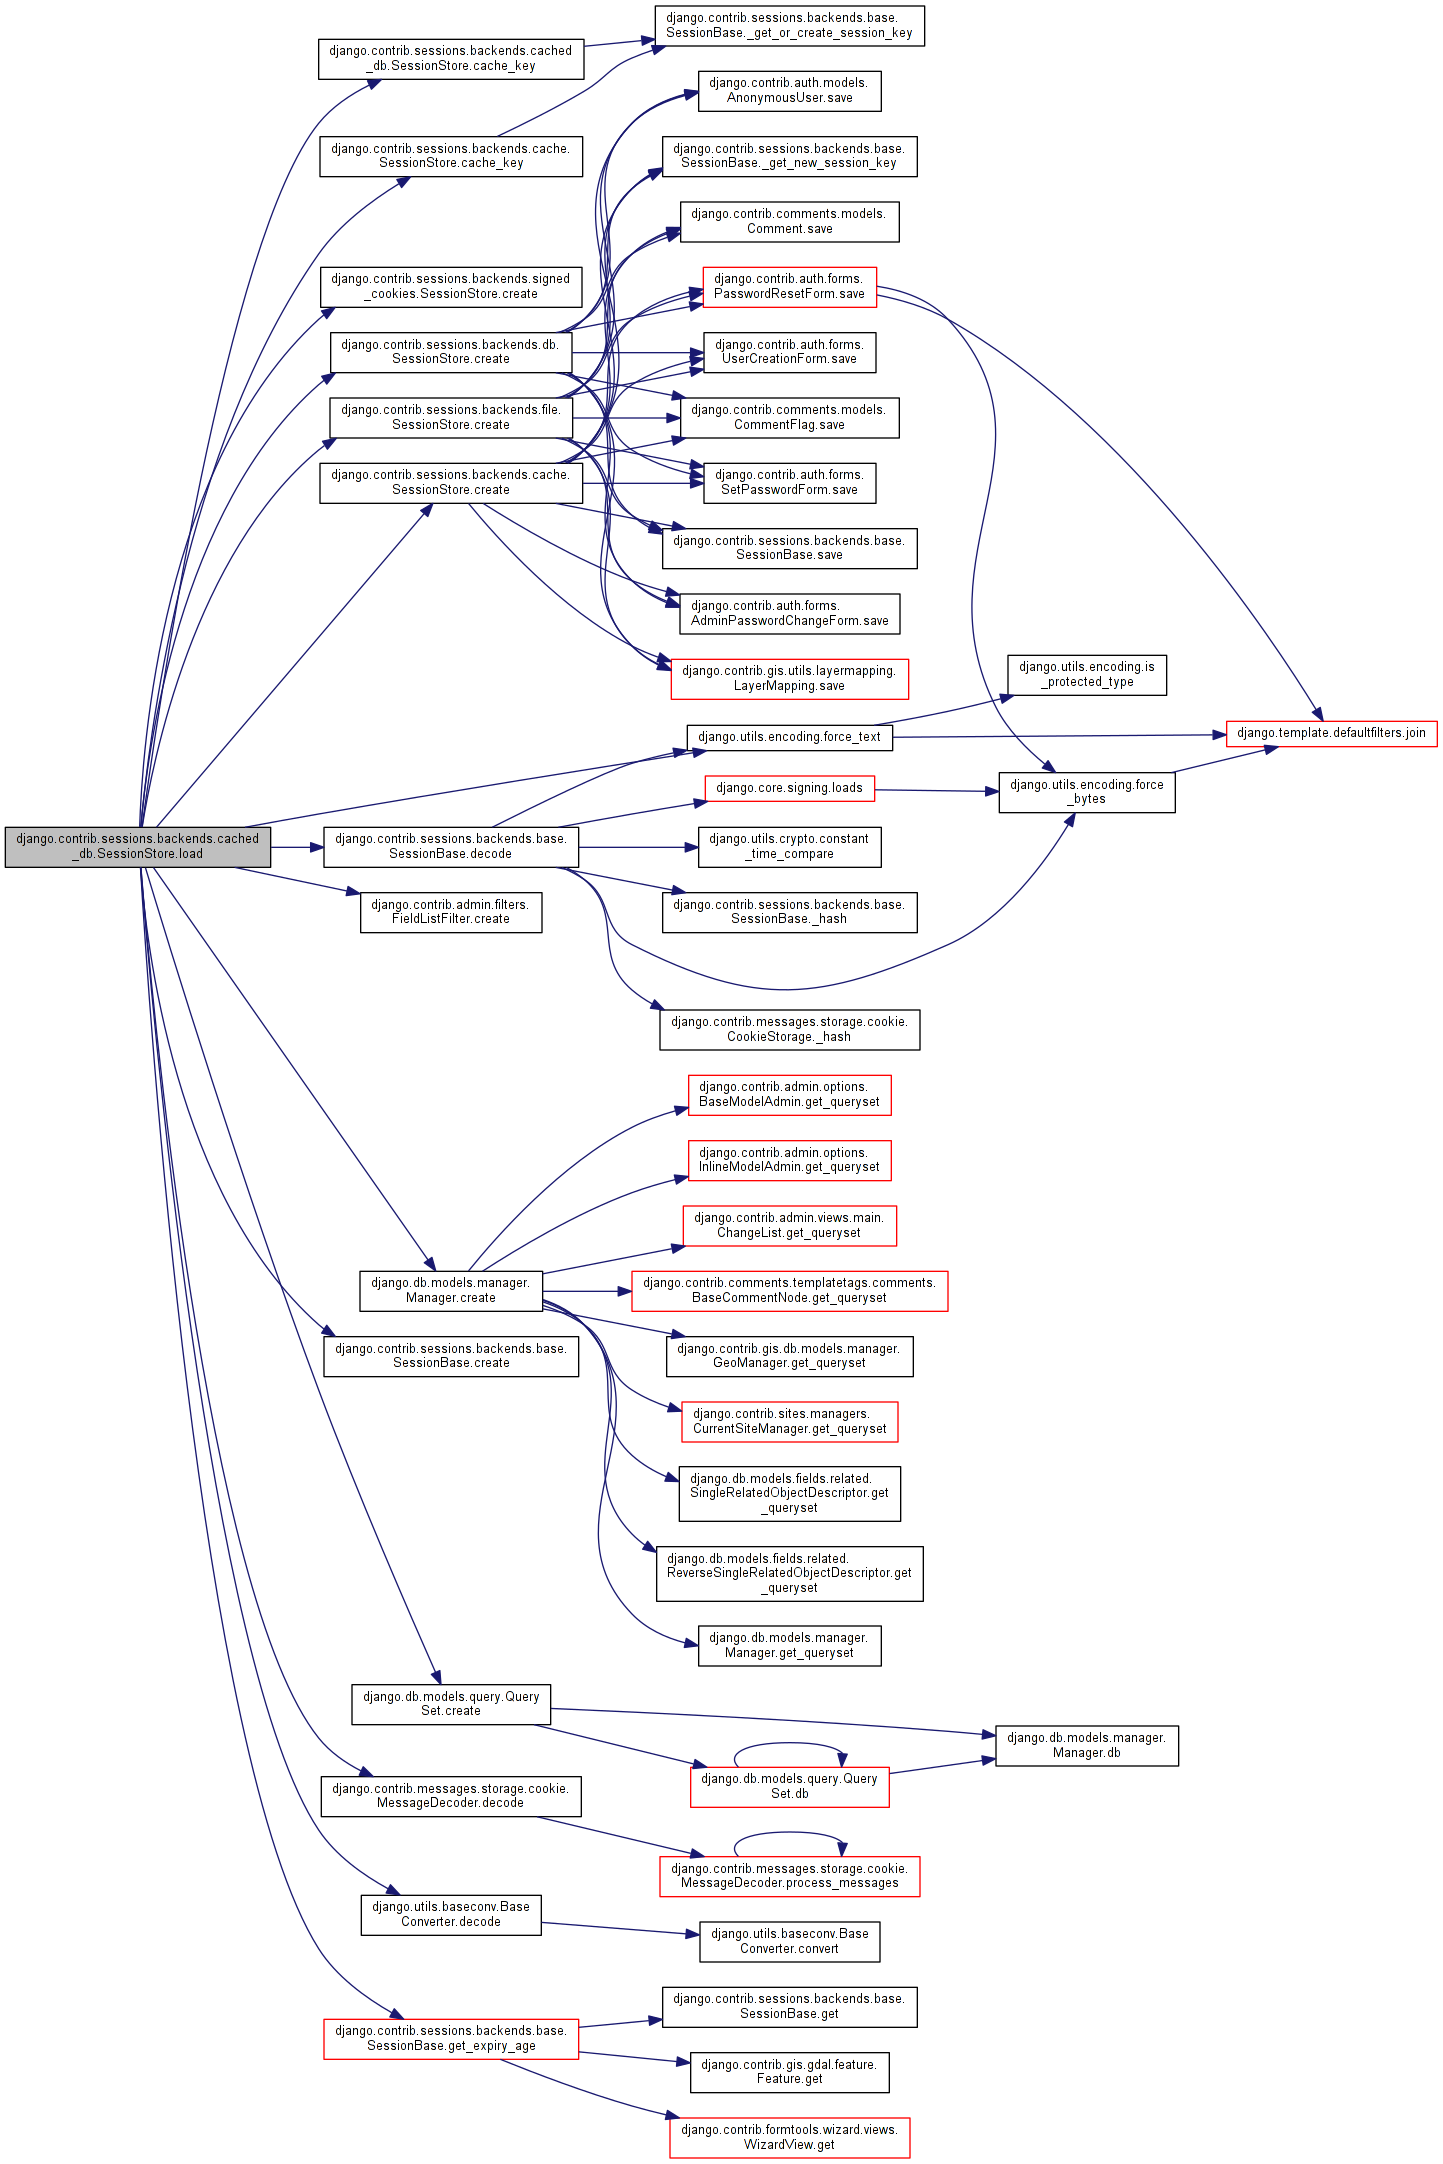 django.contrib.sessions.backends.cached
_db.SessionStore.load
django.contrib.sessions.backends.cached
_db.SessionStore.cache_key
django.contrib.sessions.backends.cache.
SessionStore.cache_key
django.contrib.sessions.backends.signed
_cookies.SessionStore.create
django.contrib.sessions.backends.db.
SessionStore.create
django.contrib.sessions.backends.file.
SessionStore.create
django.contrib.sessions.backends.cache.
SessionStore.create
django.contrib.sessions.backends.base.
SessionBase.decode
django.contrib.admin.filters.
FieldListFilter.create
django.db.models.manager.
Manager.create
django.contrib.sessions.backends.base.
SessionBase.create
django.db.models.query.Query
Set.create
django.contrib.messages.storage.cookie.
MessageDecoder.decode
django.utils.baseconv.Base
Converter.decode
django.contrib.sessions.backends.base.
SessionBase.get_expiry_age
django.contrib.sessions.backends.base.
SessionBase._get_or_create_session_key
django.contrib.auth.models.
AnonymousUser.save
django.contrib.sessions.backends.base.
SessionBase._get_new_session_key
django.contrib.comments.models.
Comment.save
django.contrib.auth.forms.
PasswordResetForm.save
django.contrib.auth.forms.
UserCreationForm.save
django.contrib.comments.models.
CommentFlag.save
django.contrib.auth.forms.
SetPasswordForm.save
django.contrib.sessions.backends.base.
SessionBase.save
django.contrib.auth.forms.
AdminPasswordChangeForm.save
django.contrib.gis.utils.layermapping.
LayerMapping.save
django.utils.encoding.force_text
django.core.signing.loads
django.utils.crypto.constant
_time_compare
django.contrib.sessions.backends.base.
SessionBase._hash
django.contrib.messages.storage.cookie.
CookieStorage._hash
django.contrib.admin.options.
BaseModelAdmin.get_queryset
django.contrib.admin.options.
InlineModelAdmin.get_queryset
django.contrib.admin.views.main.
ChangeList.get_queryset
django.contrib.comments.templatetags.comments.
BaseCommentNode.get_queryset
django.contrib.gis.db.models.manager.
GeoManager.get_queryset
django.contrib.sites.managers.
CurrentSiteManager.get_queryset
django.db.models.fields.related.
SingleRelatedObjectDescriptor.get
_queryset
django.db.models.fields.related.
ReverseSingleRelatedObjectDescriptor.get
_queryset
django.db.models.manager.
Manager.get_queryset
django.db.models.query.Query
Set.db
django.contrib.messages.storage.cookie.
MessageDecoder.process_messages
django.utils.baseconv.Base
Converter.convert
django.contrib.sessions.backends.base.
SessionBase.get
django.contrib.gis.gdal.feature.
Feature.get
django.contrib.formtools.wizard.views.
WizardView.get
django.utils.encoding.is
_protected_type
django.utils.encoding.force
_bytes
django.db.models.manager.
Manager.db
django.template.defaultfilters.join